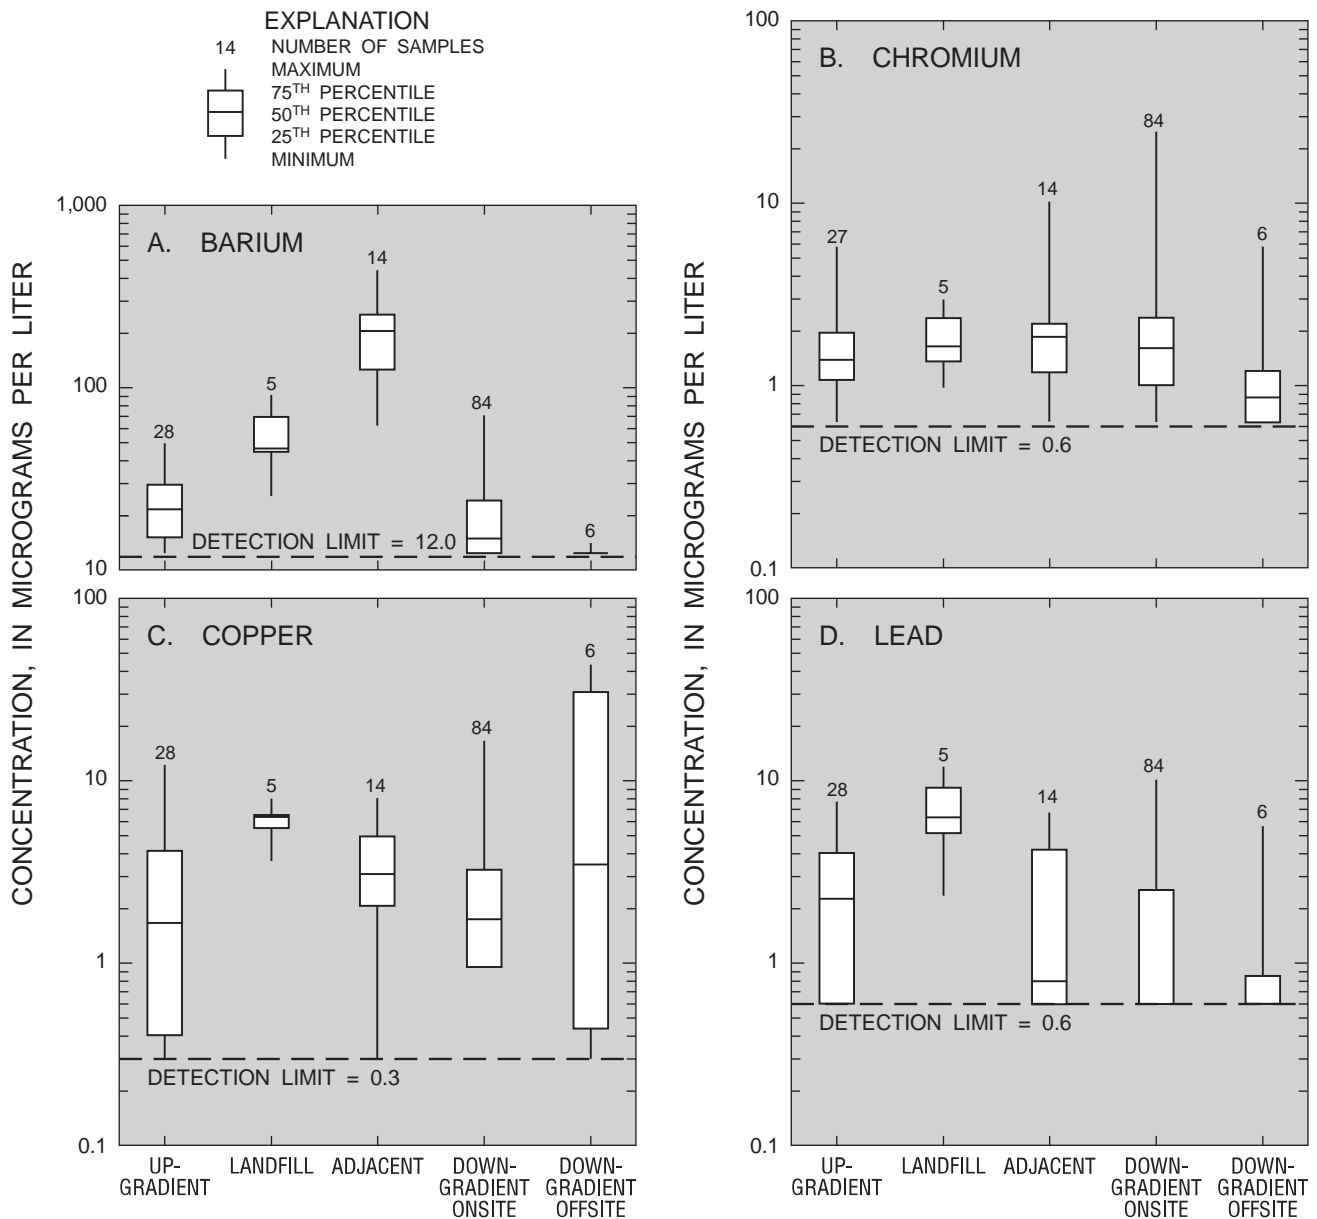 EXPLANATION
14 NUMBER OF SAMPLES
MAXIMUM
75TH PERCENTILE
50TH PERCENTILE
25TH PERCENTILE
MINIMUM
CONCENTRATION, IN MICROGRAMS PER LITER
1,000
100
10
A. BARIUM
28
5
14
84
6
DETECTION LIMIT = 12.0
CONCENTRATION, IN MICROGRAMS PER LITER
100
10
1
0.1
B. CHROMIUM
27
5
14
84
6
DETECTION LIMIT = 0.6
100
10
1
0.1
C. COPPER
28
5
14
84
6
DETECTION LIMIT = 0.3
UP-
GRADIENT
LANDFILL
ADJACENT
DOWN-
GRADIENT
ONSITE
DOWN-
GRADIENT
OFFSITE
100
10
1
0.1
D. LEAD
28
5
14
84
6
DETECTION LIMIT = 0.6
UP-
GRADIENT
LANDFILL
ADJACENT
DOWN-
GRADIENT
ONSITE
DOWN-
GRADIENT
OFFSITE